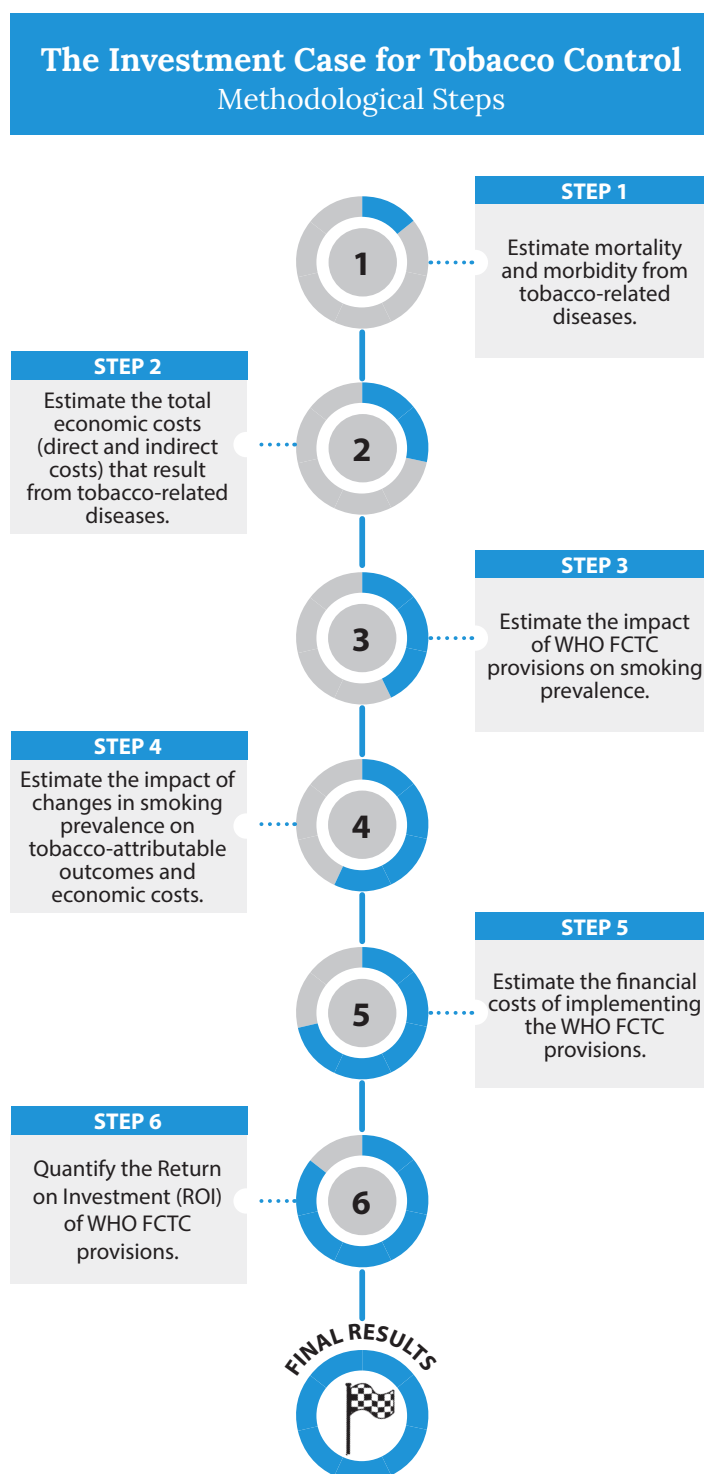 The Investment Case for Tobacco Control
Methodological Steps
1
STEP 1
Estimate mortality
and morbidity from
tobacco-related
diseases.
STEP 2
Estimate the total
economic costs
(direct and indirect
costs) that result
from tobacco-related
diseases.
2
3
STEP 3
Estimate the impact
of WHO FCTC
provisions on smoking
prevalence.
STEP 4
Estimate the impact of
changes in smoking
prevalence on
tobacco-attributable
outcomes and
economic costs.
4
5
STEP 5
Estimate the financial
costs of implementing
the WHO FCTC
provisions.
STEP 6
Quantify the Return
on Investment (ROI)
of WHO FCTC
provisions.
6
FINAL RESULTS